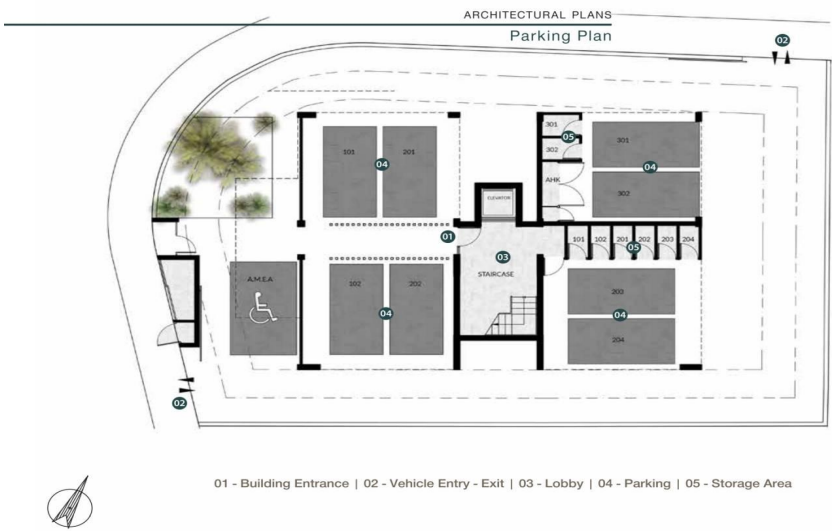 ARCHITECTURAL PLANS
Parking Plan
02
301
302
05
301
101
201
04
04
AHK
302
ELEVATOR
01
101 102 201 202 203 204
05
03
STAIRCASE
A.M.E.A
102
202
203
04
04
204
02
01 - Building Entrance | 02 - Vehicle Entry - Exit | 03 - Lobby | 04 - Parking | 05 - Storage Area